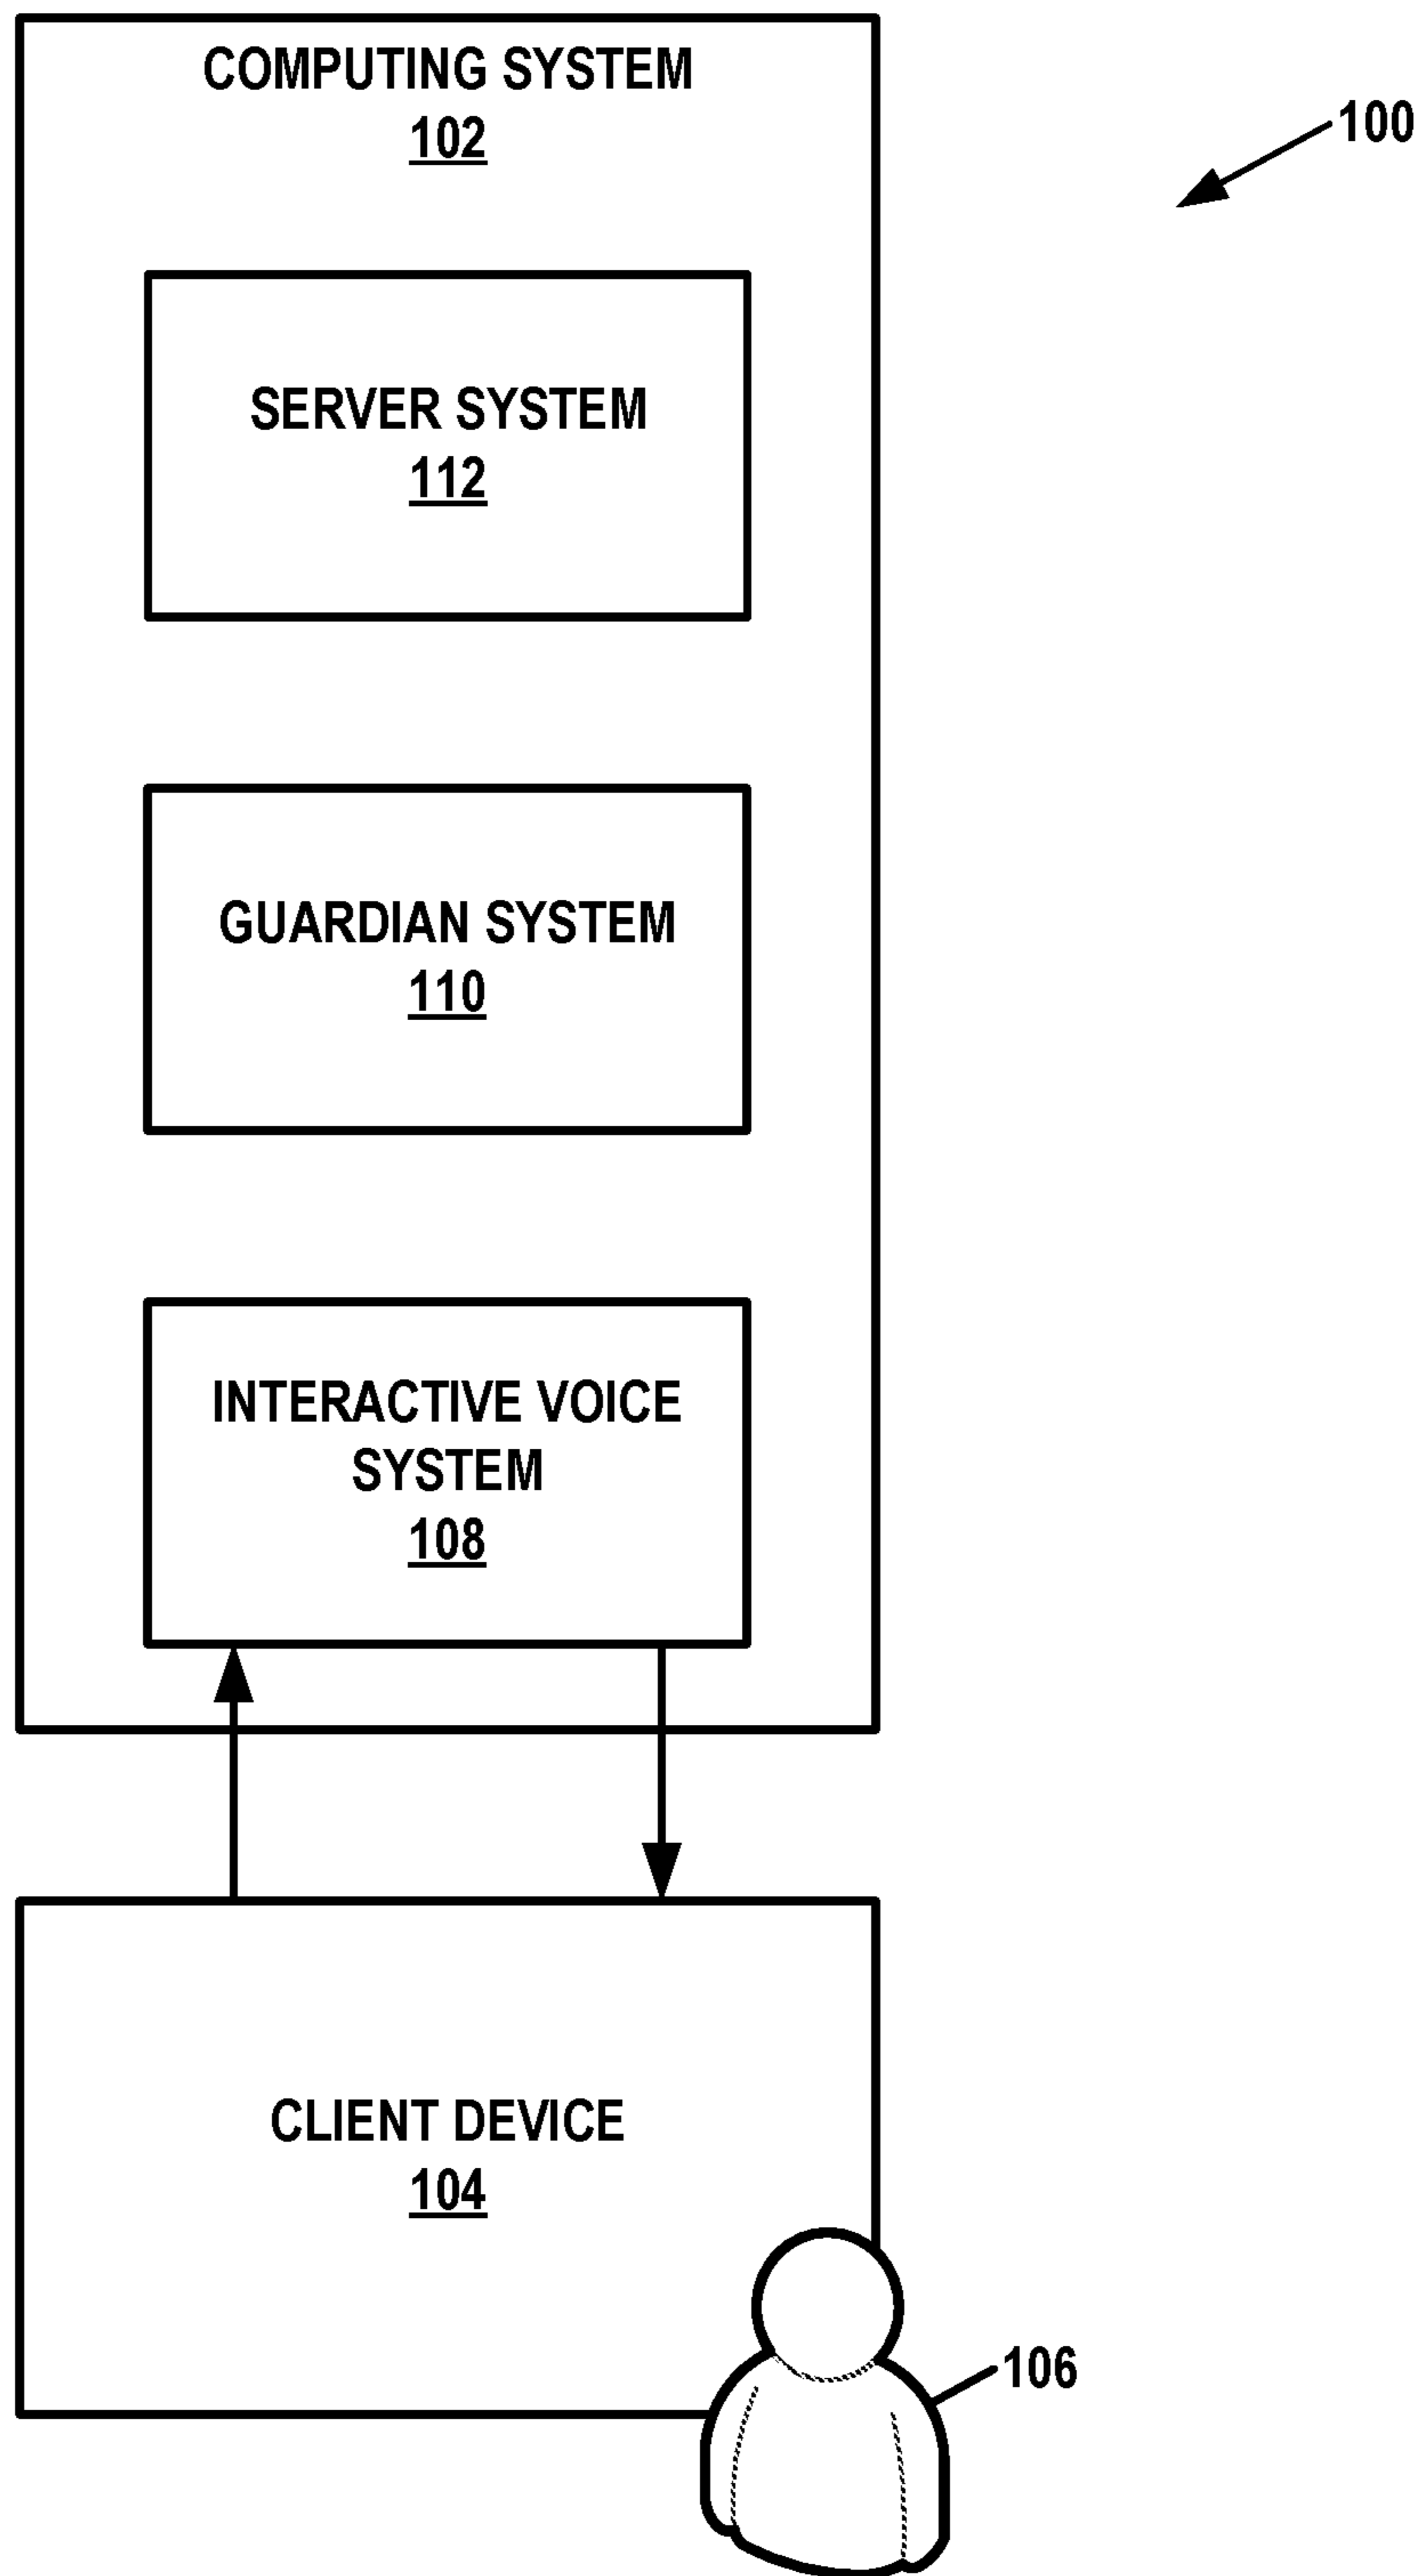 COMPUTING SYSTEM
102
100
SERVER SYSTEM
112
GUARDIAN SYSTEM
110
INTERACTIVE VOICE
SYSTEM
108
CLIENT DEVICE
104
106